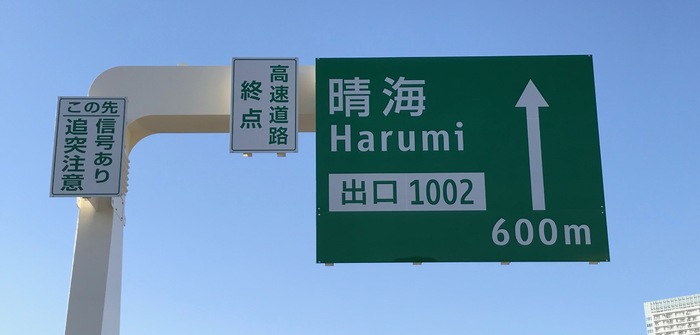 この先
信号あり
追突注意
高速道路
終点
晴海
Harumi
出口 1002
600m